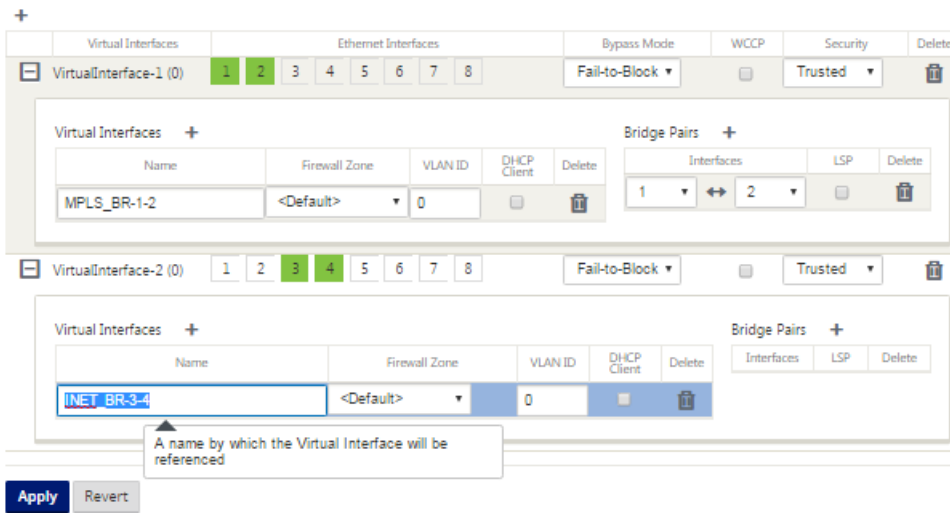 +
Virtual Interfaces Ethernet Interfaces Bypass Mode WCCP Security Delete
VirtualInterface-1 (0) 1 2 3 4 5 6 7 8 Fail-to-Block Trusted
Virtual Interfaces + Bridge Pairs +
Name Firewall Zone VLAN ID DHCP Client Delete Interfaces LSP Delete
MPLS_BR-1-2 <Default> 0 1 2
VirtualInterface-2 (0) 1 2 3 4 5 6 7 8 Fail-to-Block Trusted
Virtual Interfaces + Bridge Pairs +
Name Firewall Zone VLAN ID DHCP Client Delete Interfaces LSP Delete
INET_BR-3-4 <Default> 0
A name by which the Virtual Interface will be
referenced
Apply Revert